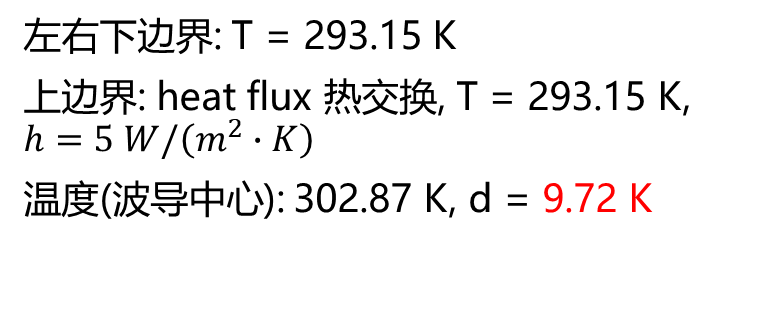 左右下边界: T = 293.15 K
上边界: heat flux 热交换, T = 293.15 K,
ℎ = 5 𝑊/(𝑚² ∙ 𝐾)
温度(波导中心): 302.87 K, d = 9.72 K